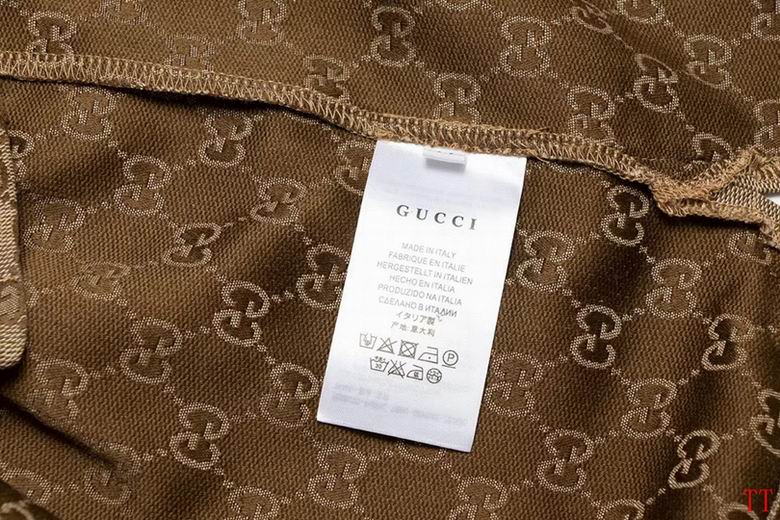 GUCCI
MADE IN ITALY
FABRIQUE EN ITALIE
HERGESTELLT IN ITALIEN
HECHO EN ITALIA
PRODUZIDO NA ITALIA
СДЕЛАНО В ИТАЛИИ
イタリア製
产地:意大利
TT